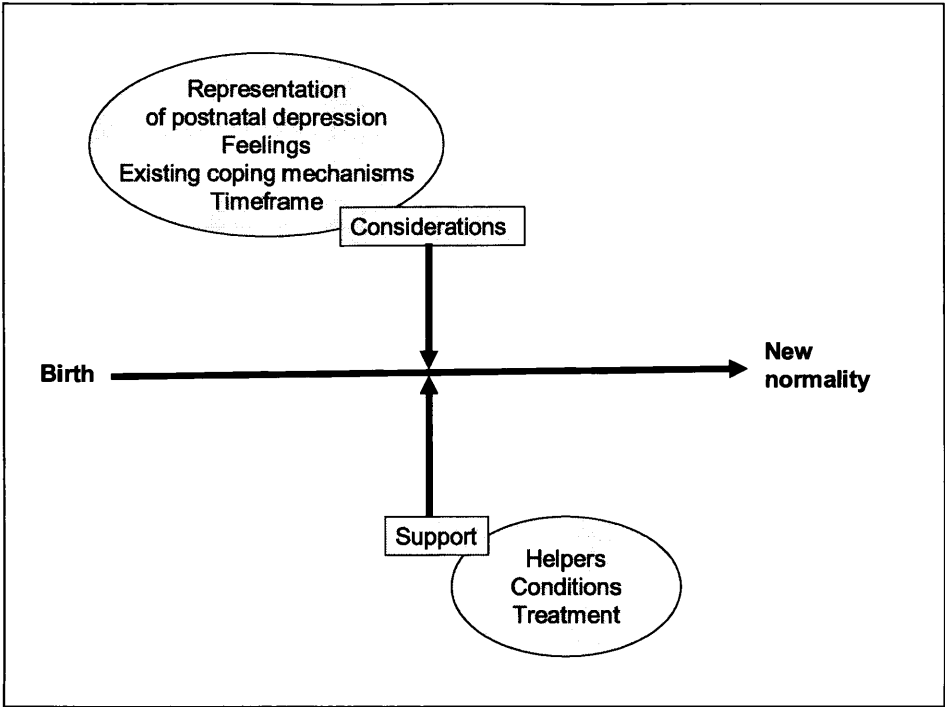 Representation
of postnatal depression
Feelings
Existing coping mechanisms
Timeframe
Considerations
Birth
New
normality
Support
Helpers
Conditions
Treatment